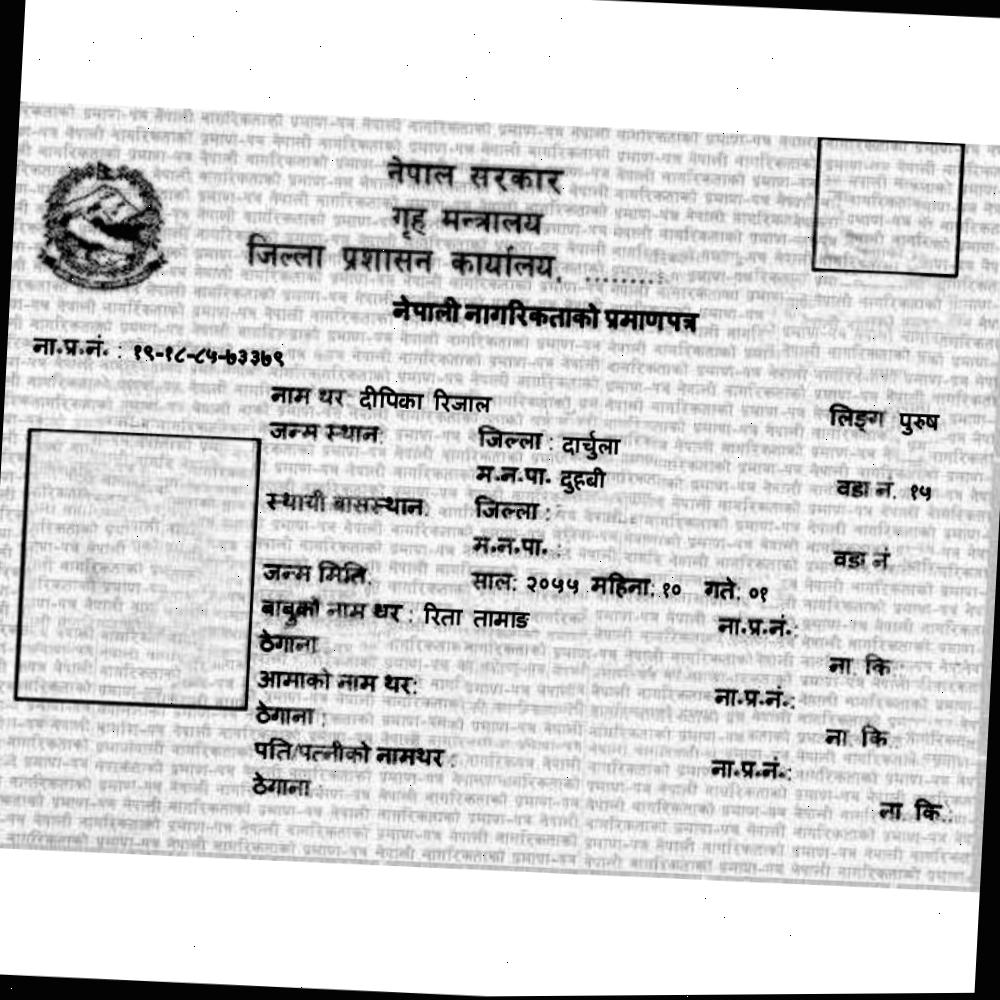 नेपाल सरकार
गृह मन्त्रालय
जिल्ला प्रशासन कार्यालय, .........
नेपाली नागरिकताको प्रमाणपत्र
ना.प्र.नं. : १९-१८-८५-७३३७९
नाम थर: दीपिका रिजाल लिङ्ग पुरुष
जन्म स्थान: जिल्ला : दार्चुला
म.न.पा. दुहबी वडा नं. १५
स्थायी बासस्थान: जिल्ला :
म.न.पा. : वडा नं
जन्म मिति: साल: २०५५ महिना: १० गते: ०१
बाबुको नाम थर : रिता तामाङ ना.प्र.नं.:
ठेगाना : ना. कि.:
आमाको नाम थर: ना.प्र.नं.:
ठेगाना : ना. कि.:
पति/पत्नीको नामथर : ना.प्र.नं.:
ठेगाना : ना. कि.: